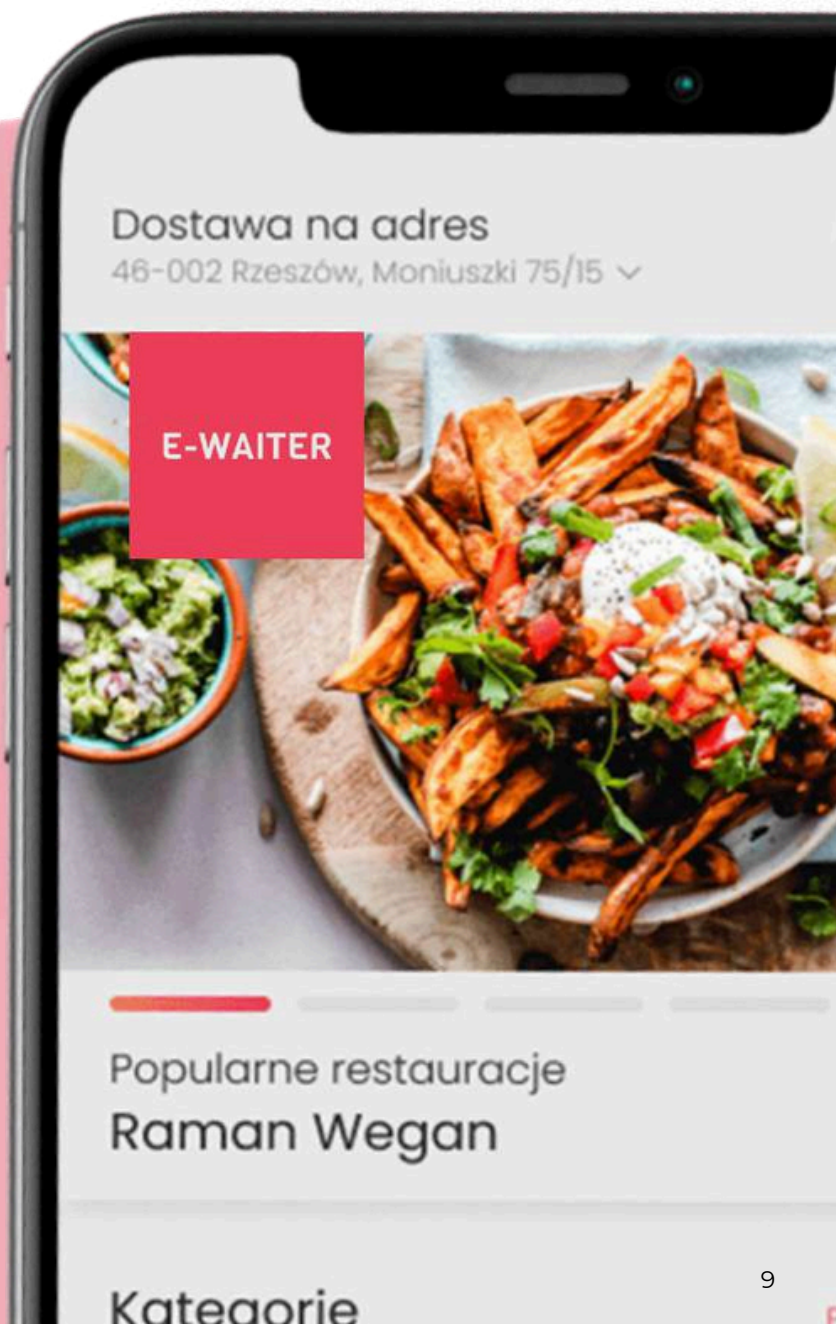 Dostawa na adres
46-002 Rzeszów, Moniuszki 75/15
E-WAITER
Popularne restauracje
Raman Wegan
Kategorie
9